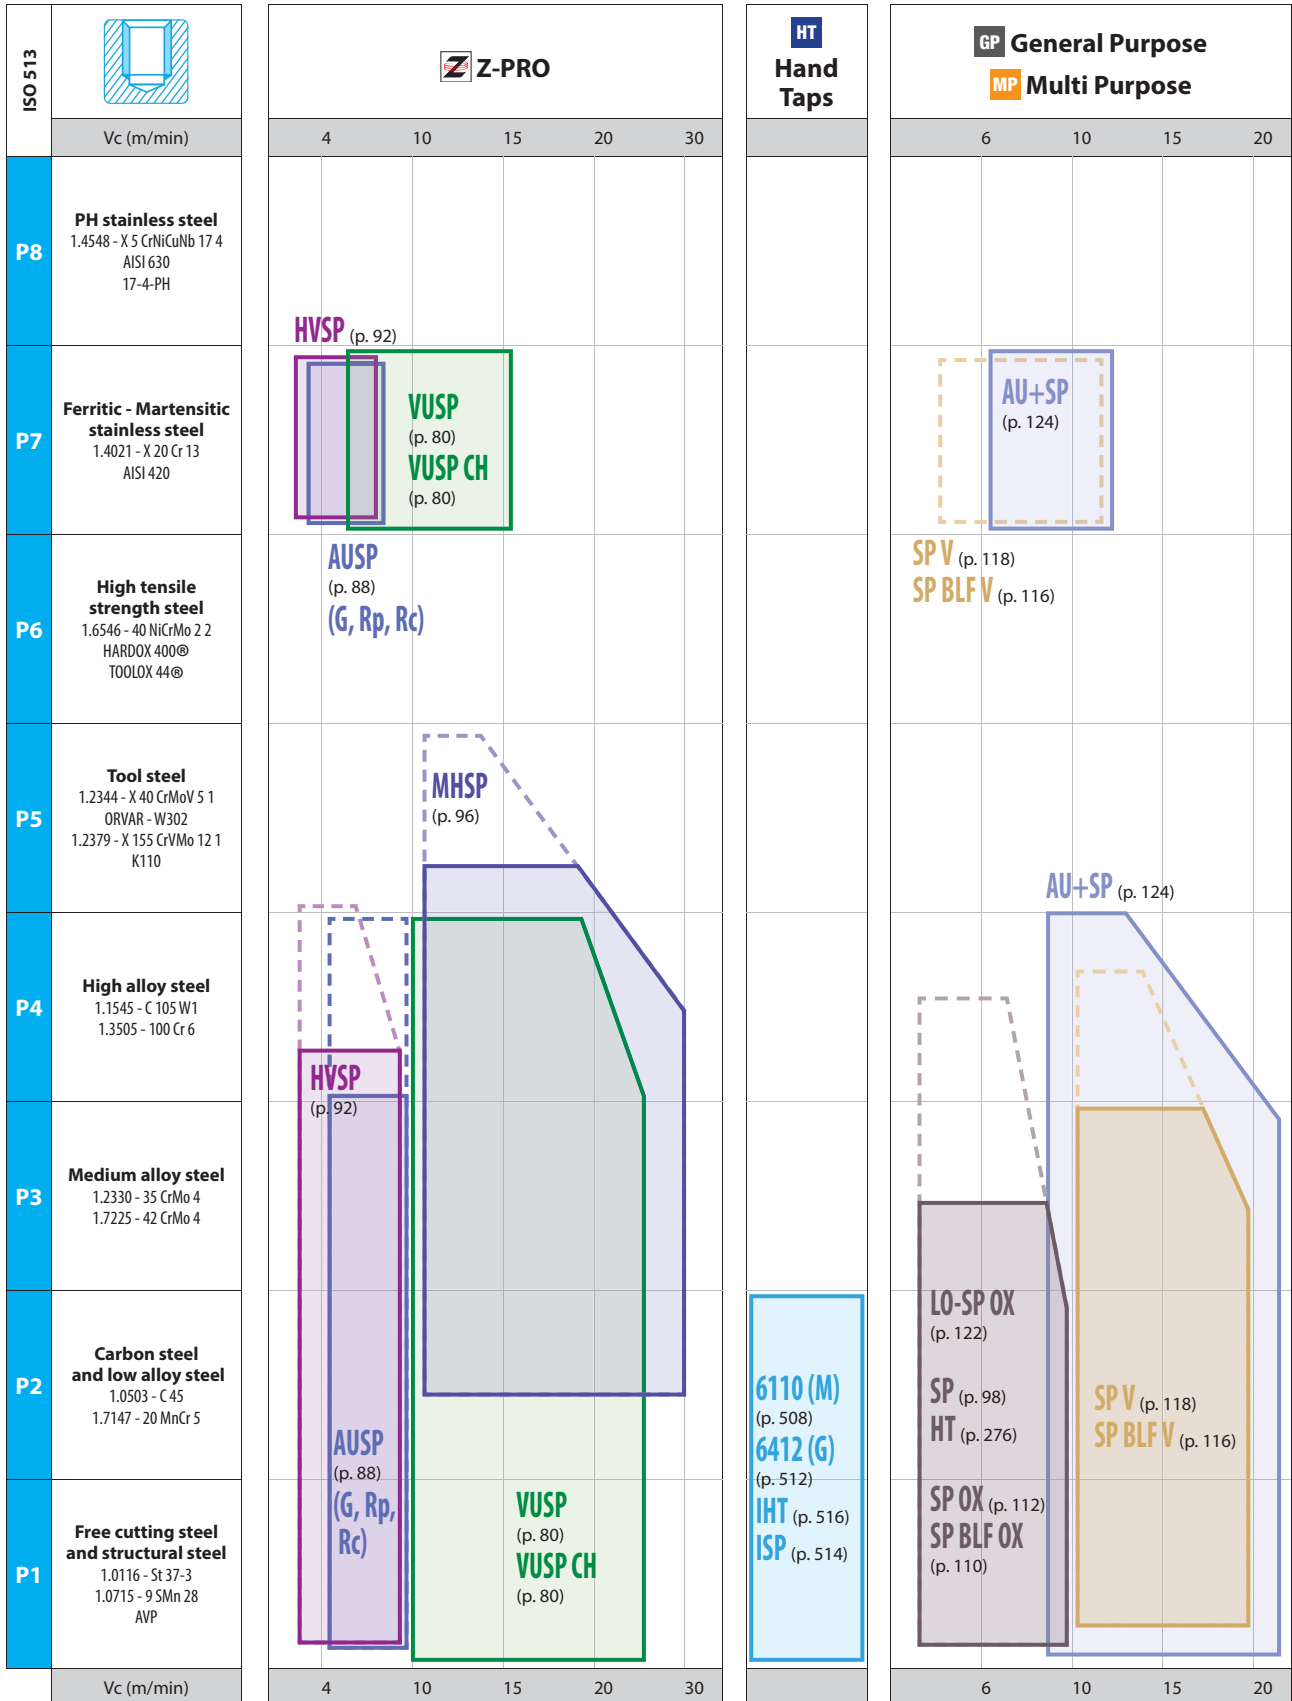 ISO 513
Z-PRO
HT
Hand
Taps
GP General Purpose
MP Multi Purpose
Vc (m/min)
4 10 15 20 30
6 10 15 20
P8
PH stainless steel
1.4548 - X 5 CrNiCuNb 17 4
AISI 630
17-4-PH
HVSP (p. 92)
P7
Ferritic - Martensitic
stainless steel
1.4021 - X 20 Cr 13
AISI 420
VUSP
(p. 80)
VUSP CH
(p. 80)
AU+SP
(p. 124)
P6
High tensile
strength steel
1.6546 - 40 NiCrMo 2 2
HARDOX 400®
TOOLOX 44®
AUSP
(p. 88)
(G, Rp, Rc)
SP V (p. 118)
SP BLF V (p. 116)
P5
Tool steel
1.2344 - X 40 CrMoV 5 1
ORVAR - W302
1.2379 - X 155 CrVMo 12 1
K110
MHSP
(p. 96)
AU+SP (p. 124)
P4
High alloy steel
1.1545 - C 105 W1
1.3505 - 100 Cr 6
HVSP
(p. 92)
P3
Medium alloy steel
1.2330 - 35 CrMo 4
1.7225 - 42 CrMo 4
P2
Carbon steel
and low alloy steel
1.0503 - C 45
1.7147 - 20 MnCr 5
AUSP
(p. 88)
(G, Rp,
Rc)
6110 (M)
(p. 508)
6412 (G)
(p. 512)
IHT (p. 516)
ISP (p. 514)
LO-SP OX
(p. 122)
SP (p. 98)
HT (p. 276)
SP OX (p. 112)
SP BLF OX
(p. 110)
SP V (p. 118)
SP BLF V (p. 116)
P1
Free cutting steel
and structural steel
1.0116 - St 37-3
1.0715 - 9 SMn 28
AVP
VUSP
(p. 80)
VUSP CH
(p. 80)
Vc (m/min)
4 10 15 20 30
6 10 15 20